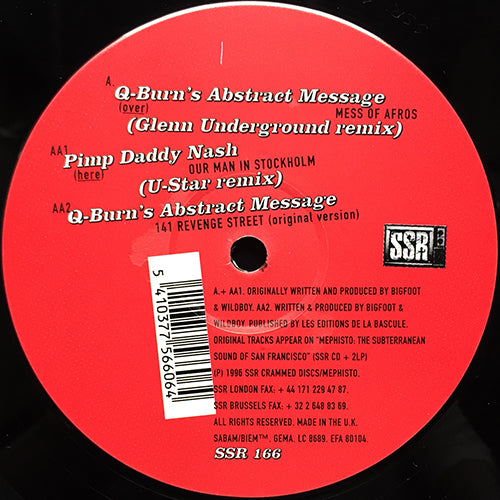 A. Q-Burn's Abstract Message
(over) MESS OF AFROS
(Glenn Underground remix)
AA1 Pimp Daddy Nash
(here) OUR MAN IN STOCKHOLM
(U-Star remix)
AA2 Q-Burn's Abstract Message
141 REVENGE STREET (original version)
SSR
5 410377 566064
A.+ AA1. ORIGINALLY WRITTEN AND PRODUCED BY BIGFOOT
& WILDBOY. AA2. WRITTEN & PRODUCED BY BIGFOOT &
WILDBOY. PUBLISHED BY LES EDITIONS DE LA BASCULE.
ORIGINAL TRACKS APPEAR ON "MEPHISTO: THE SUBTERRANEAN
SOUND OF SAN FRANCISCO" (SSR CD + 2LP)
(P) 1996 SSR CRAMMED DISCS/MEPHISTO.
SSR LONDON FAX: + 44 171 229 47 87.
SSR BRUSSELS FAX: + 32 2 648 83 69.
ALL RIGHTS RESERVED. MADE IN THE U.K.
SABAM/BIEM™. GEMA. LC 8689. EFA 60104.
SSR 166